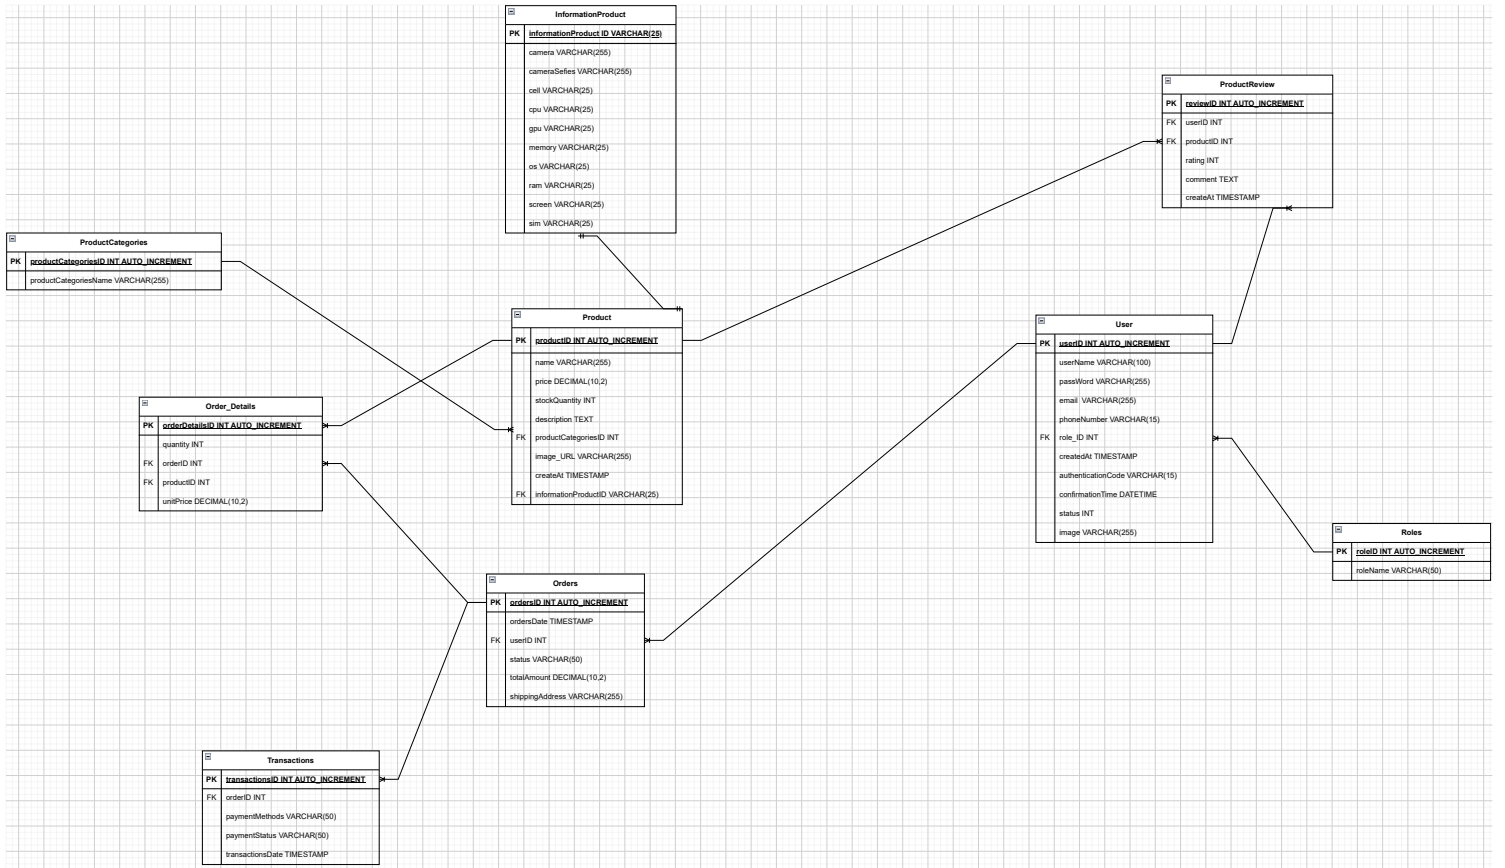 InformationProduct
PK informationProduct ID VARCHAR(25)
camera VARCHAR(255)
cameraSefies VARCHAR(255)
cell VARCHAR(25)
cpu VARCHAR(25)
gpu VARCHAR(25)
memory VARCHAR(25)
os VARCHAR(25)
ram VARCHAR(25)
screen VARCHAR(25)
sim VARCHAR(25)
ProductReview
PK reviewID INT AUTO_INCREMENT
FK userID INT
FK productID INT
rating INT
comment TEXT
createAt TIMESTAMP
ProductCategories
PK productCategoriesID INT AUTO_INCREMENT
productCategoriesName VARCHAR(255)
Product
PK productID INT AUTO_INCREMENT
name VARCHAR(255)
price DECIMAL(10,2)
stockQuantity INT
description TEXT
FK productCategoriesID INT
image_URL VARCHAR(255)
createAt TIMESTAMP
FK informationProductID VARCHAR(25)
User
PK userID INT AUTO_INCREMENT
userName VARCHAR(100)
passWord VARCHAR(255)
email VARCHAR(255)
phoneNumber VARCHAR(15)
FK role_ID INT
createdAt TIMESTAMP
authenticationCode VARCHAR(15)
confirmationTime DATETIME
status INT
image VARCHAR(255)
Order_Details
PK orderDetailsID INT AUTO_INCREMENT
quantity INT
FK orderID INT
FK productID INT
unitPrice DECIMAL(10,2)
Roles
PK roleID INT AUTO_INCREMENT
roleName VARCHAR(50)
Orders
PK ordersID INT AUTO_INCREMENT
ordersDate TIMESTAMP
FK userID INT
status VARCHAR(50)
totalAmount DECIMAL(10,2)
shippingAddress VARCHAR(255)
Transactions
PK transactionsID INT AUTO_INCREMENT
FK orderID INT
paymentMethods VARCHAR(50)
paymentStatus VARCHAR(50)
transactionsDate TIMESTAMP